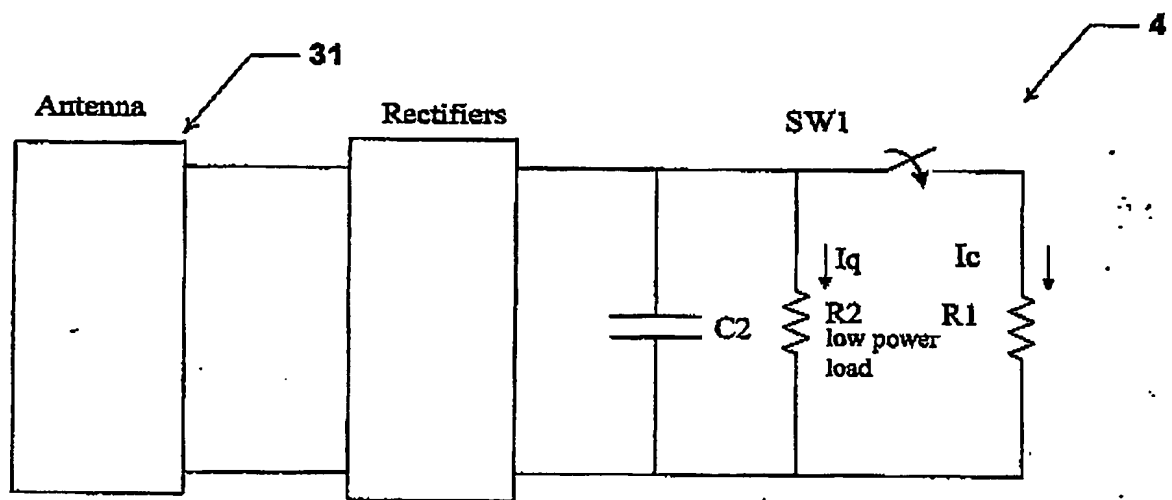 4
31
Antenna
Rectifiers
SW1
Iq
Ic
C2
R2
low power
load
R1